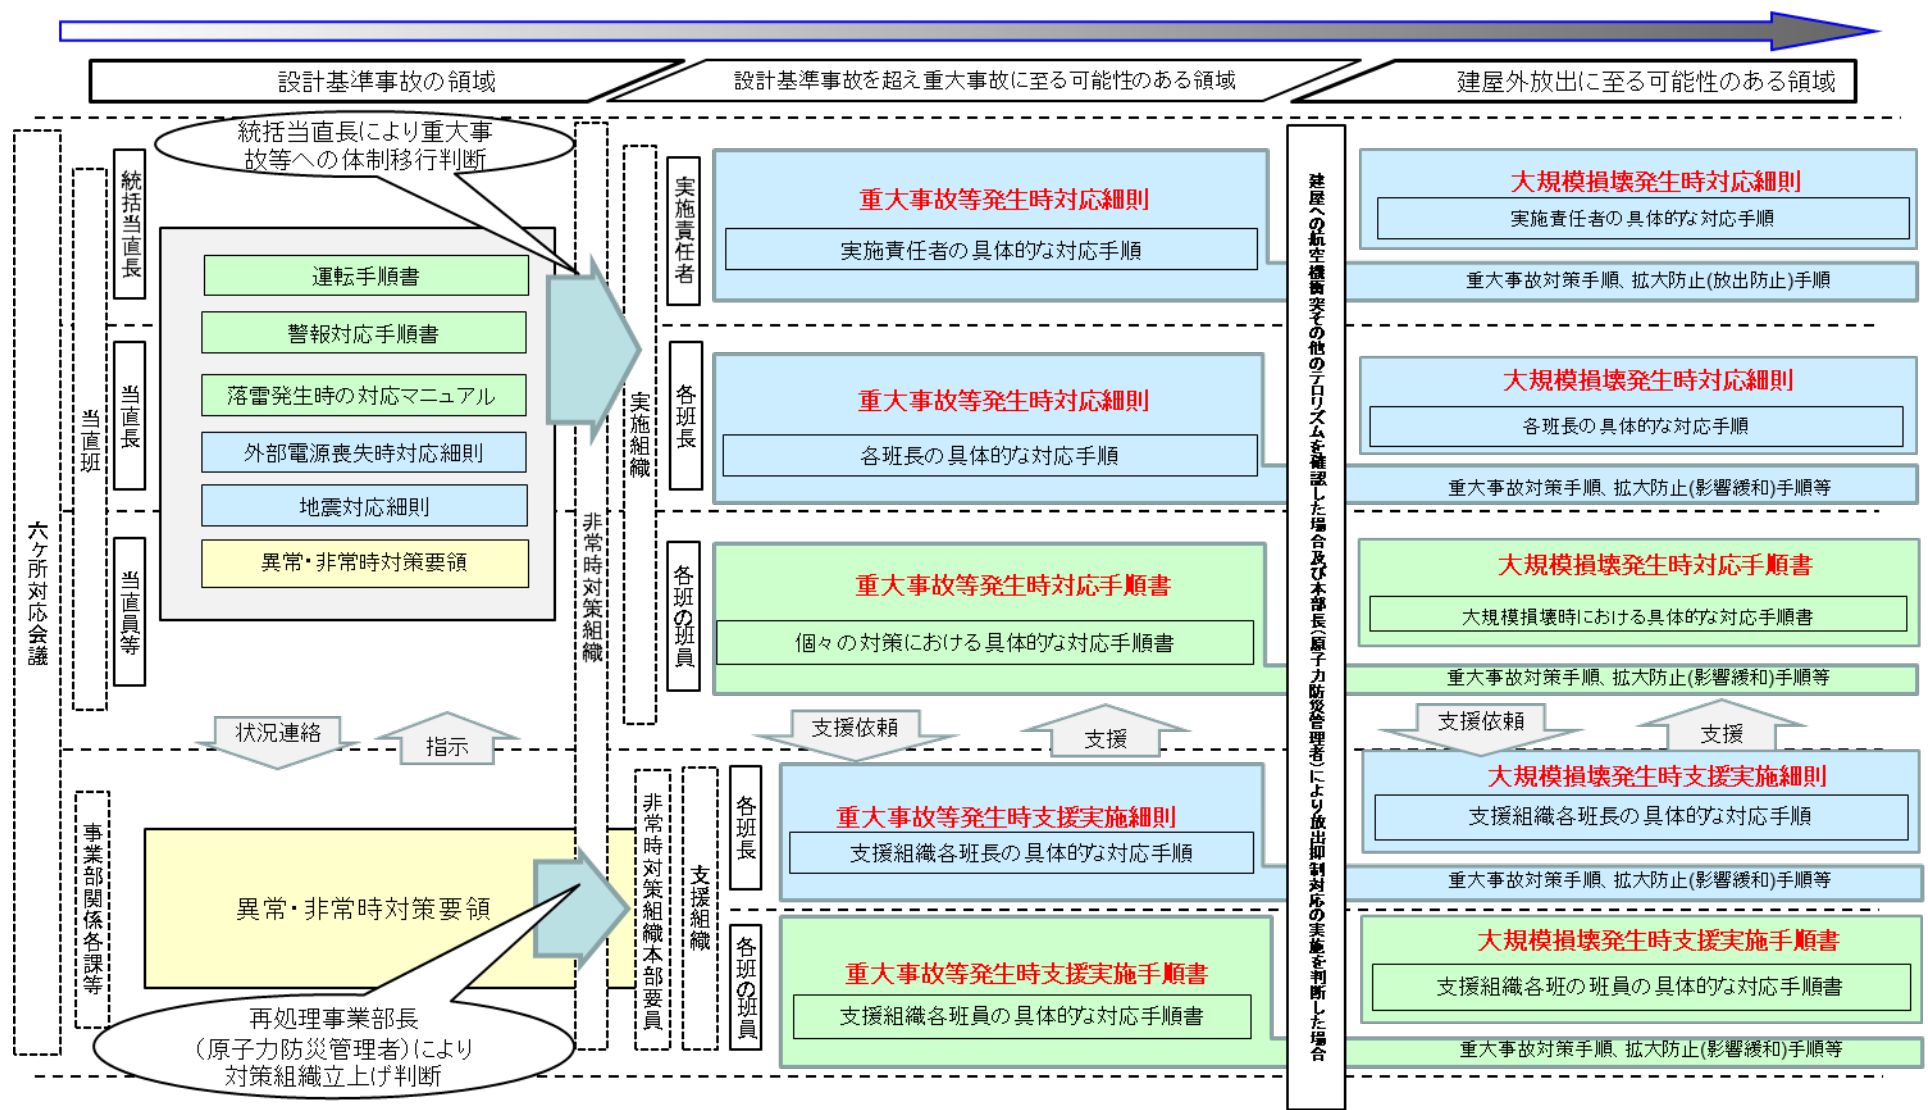 設計基準事故の領域
設計基準事故を超え重大事故に至る可能性のある領域
建屋外放出に至る可能性のある領域
統括当直長により重大事
故等への体制移行判断
六ケ所対応会議
当直班
統括当直長
当直長
当直員等
運転手順書
警報対応手順書
落雷発生時の対応マニュアル
外部電源喪失時対応細則
地震対応細則
異常・非常時対策要領
状況連絡
指示
事業部関係各課等
異常・非常時対策要領
再処理事業部長
(原子力防災管理者)により
対策組織立上げ判断
非常時対策組織
実施組織
実施責任者
各班長
各班の班員
重大事故等発生時対応細則
実施責任者の具体的な対応手順
重大事故等発生時対応細則
各班長の具体的な対応手順
重大事故等発生時対応手順書
個々の対策における具体的な対応手順書
支援依頼
支援
非常時対策組織本部要員
支援組織
各班長
各班の班員
重大事故等発生時支援実施細則
支援組織各班長の具体的な対応手順
重大事故等発生時支援実施手順書
支援組織各班員の具体的な対応手順書
建屋への航空機衝突その他のテロリズムを確認した場合及び本部長(原子力防災管理者)により放出抑制対応の実施を判断した場合
大規模損壊発生時対応細則
実施責任者の具体的な対応手順
重大事故対策手順、拡大防止(放出防止)手順
大規模損壊発生時対応細則
各班長の具体的な対応手順
重大事故対策手順、拡大防止(影響緩和)手順等
大規模損壊発生時対応手順書
大規模損壊時における具体的な対応手順書
重大事故対策手順、拡大防止(影響緩和)手順等
支援依頼
支援
大規模損壊発生時支援実施細則
支援組織各班長の具体的な対応手順
重大事故対策手順、拡大防止(影響緩和)手順等
大規模損壊発生時支援実施手順書
支援組織各班の班員の具体的な対応手順書
重大事故対策手順、拡大防止(影響緩和)手順等